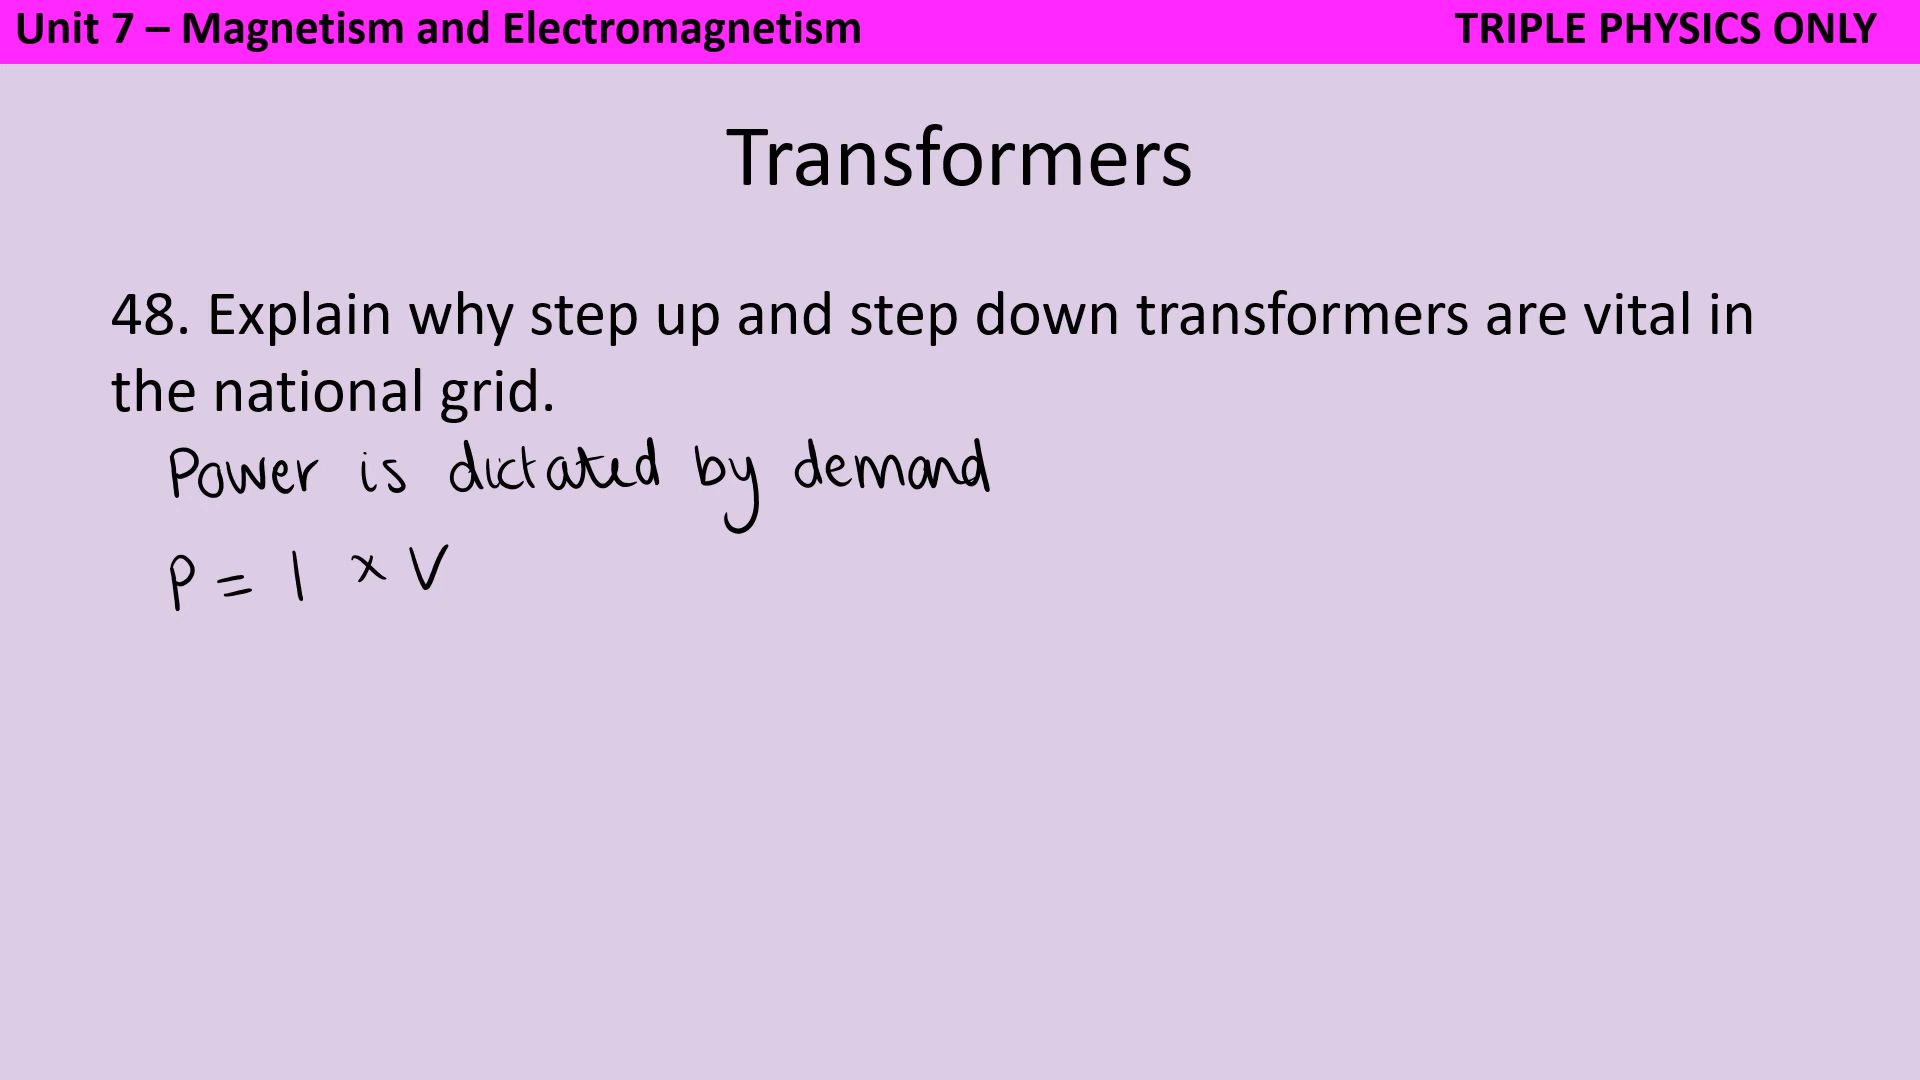 Unit 7 – Magnetism and Electromagnetism TRIPLE PHYSICS ONLY
Transformers
48. Explain why step up and step down transformers are vital in
the national grid.
Power is dictated by demand
P = I × V